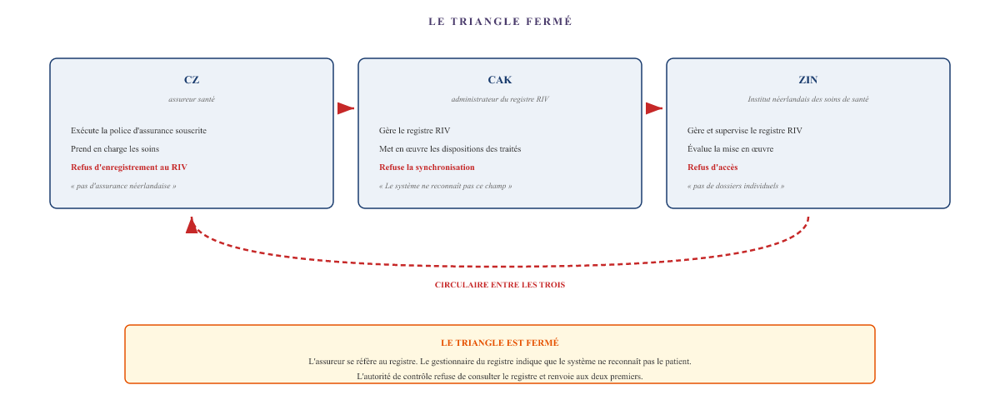 LE TRIANGLE FERMÉ
CZ
assureur santé
Exécute la police d'assurance souscrite
Prend en charge les soins
Refus d'enregistrement au RIV
« pas d'assurance néerlandaise »
CAK
administrateur du registre RIV
Gère le registre RIV
Met en œuvre les dispositions des traités
Refuse la synchronisation
« Le système ne reconnaît pas ce champ »
ZIN
Institut néerlandais des soins de santé
Gère et supervise le registre RIV
Évalue la mise en œuvre
Refus d'accès
« pas de dossiers individuels »
CIRCULAIRE ENTRE LES TROIS
LE TRIANGLE EST FERMÉ
L'assureur se réfère au registre. Le gestionnaire du registre indique que le système ne reconnaît pas le patient.
L'autorité de contrôle refuse de consulter le registre et renvoie aux deux premiers.